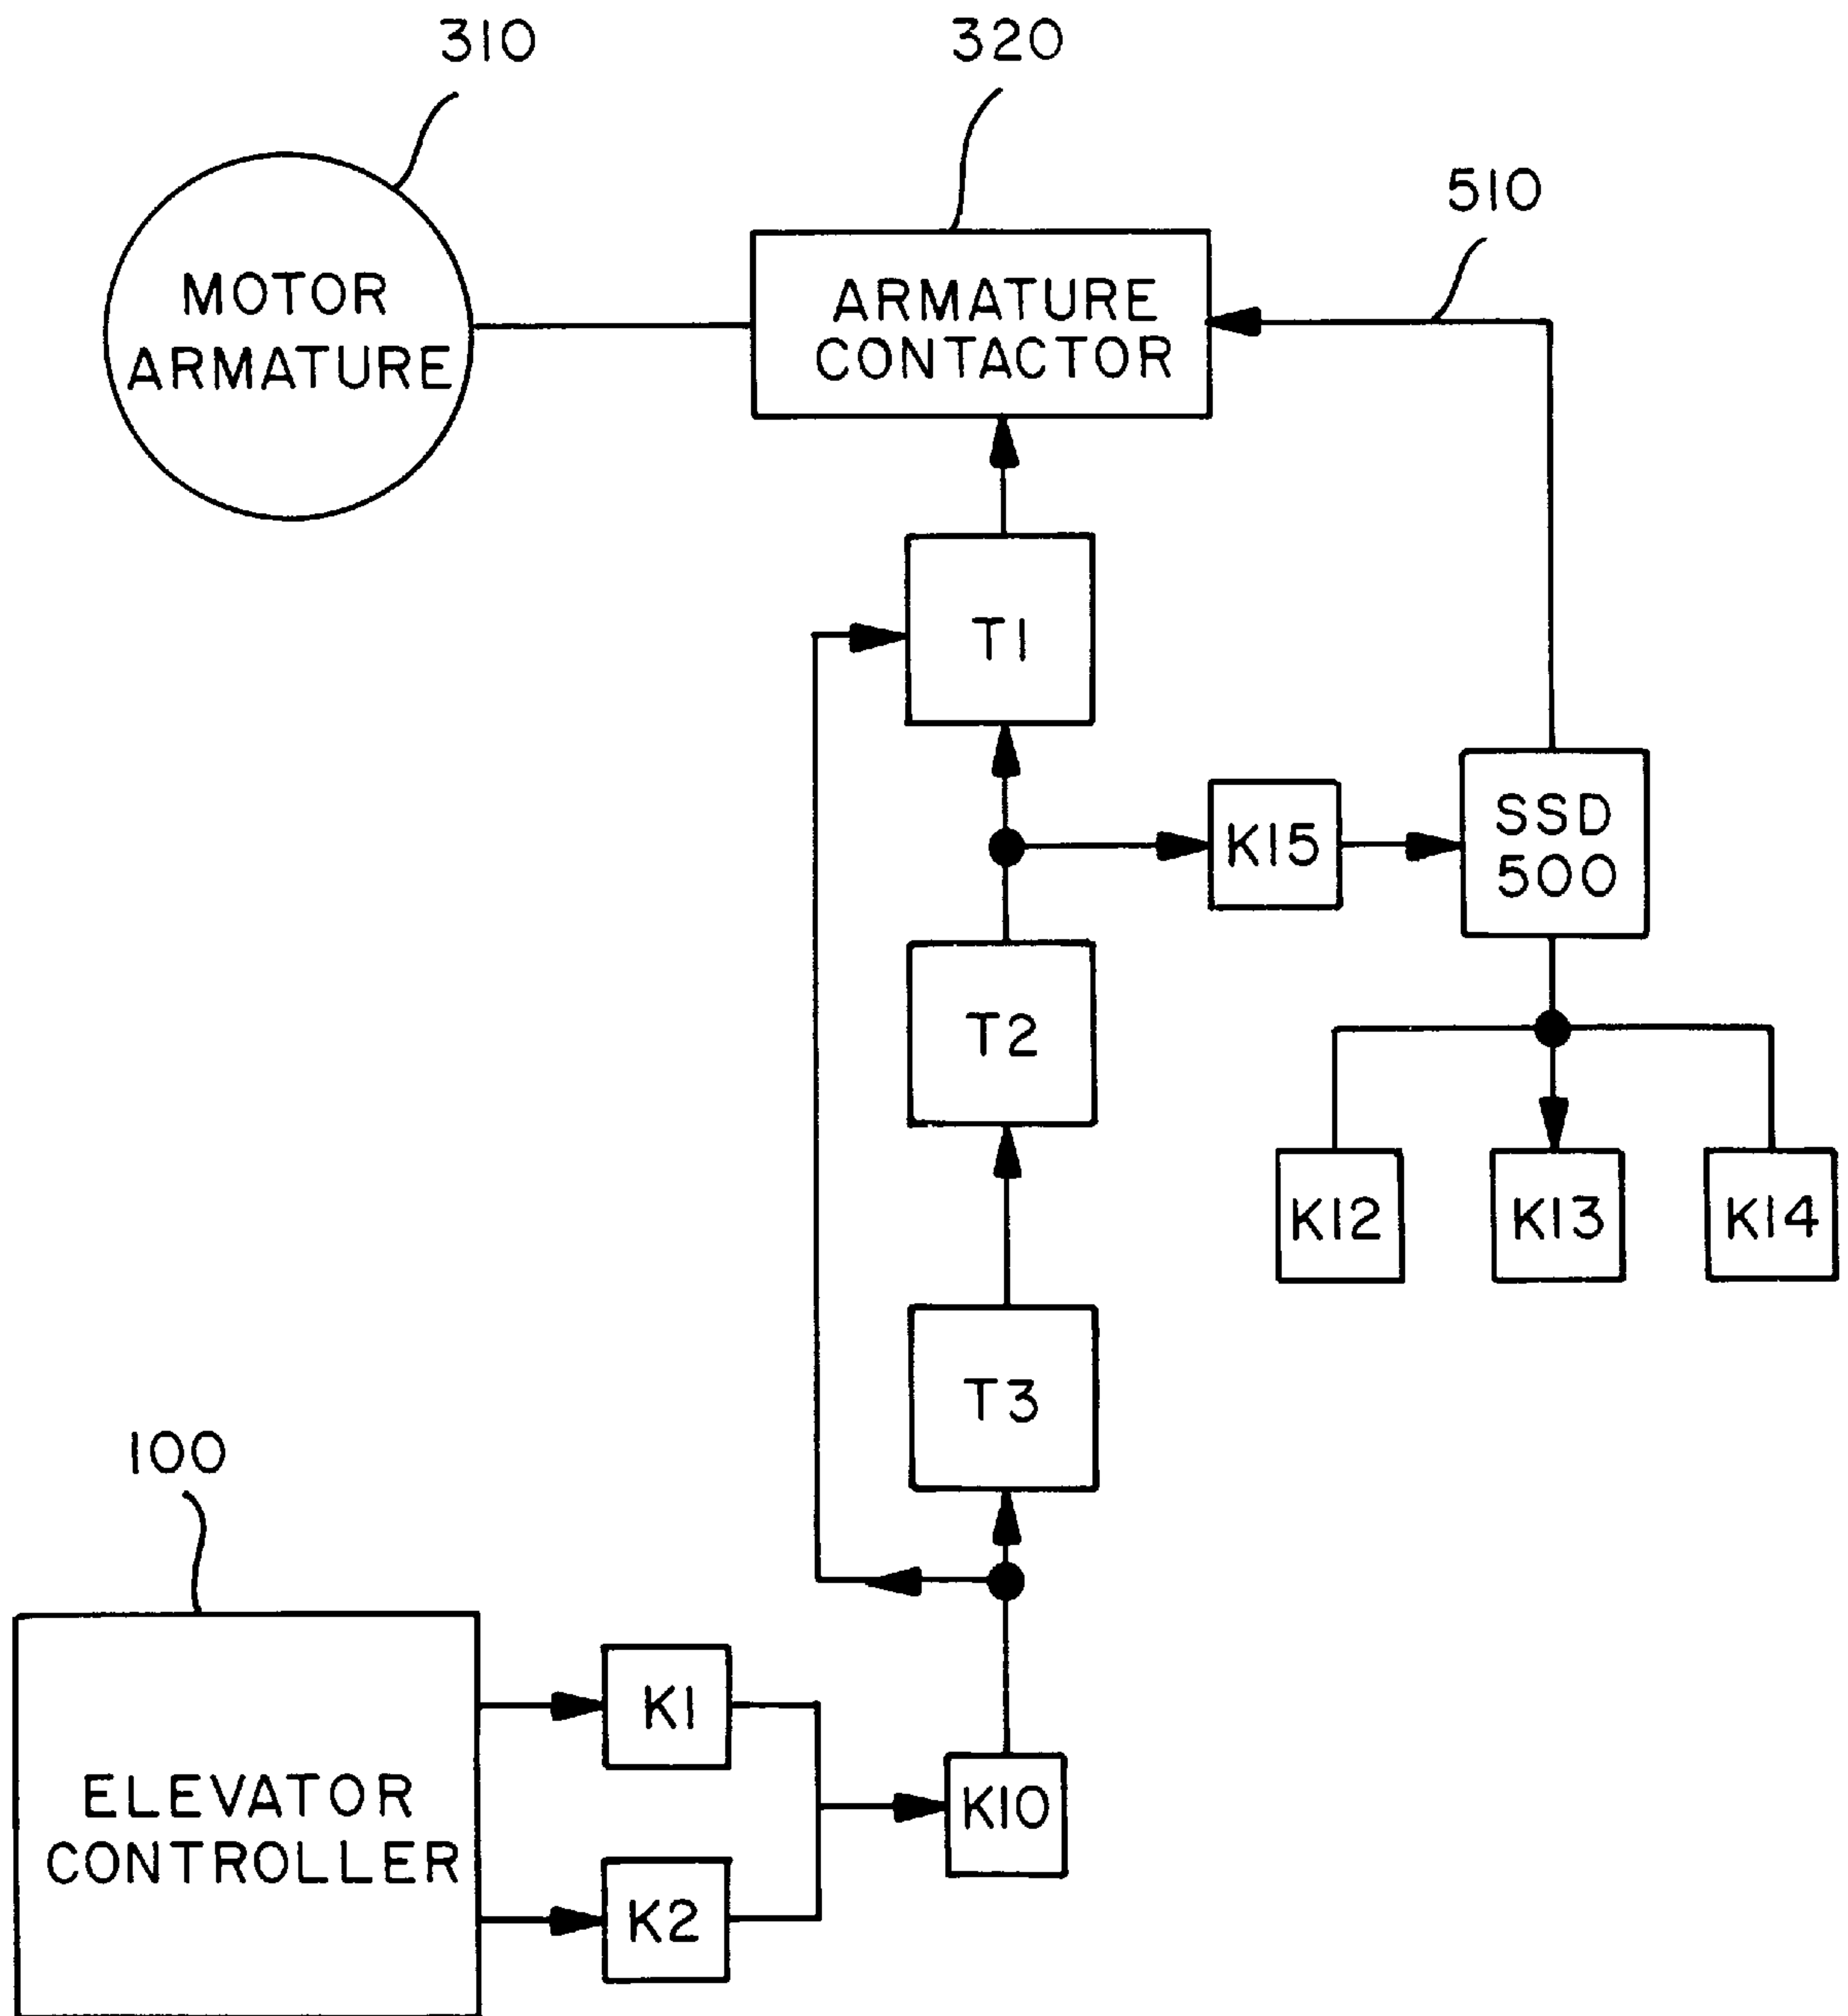 310
320
510
MOTOR
ARMATURE
ARMATURE
CONTACTOR
T1
K15
SSD
500
T2
K12
K13
K14
T3
100
K1
ELEVATOR
CONTROLLER
K10
K2